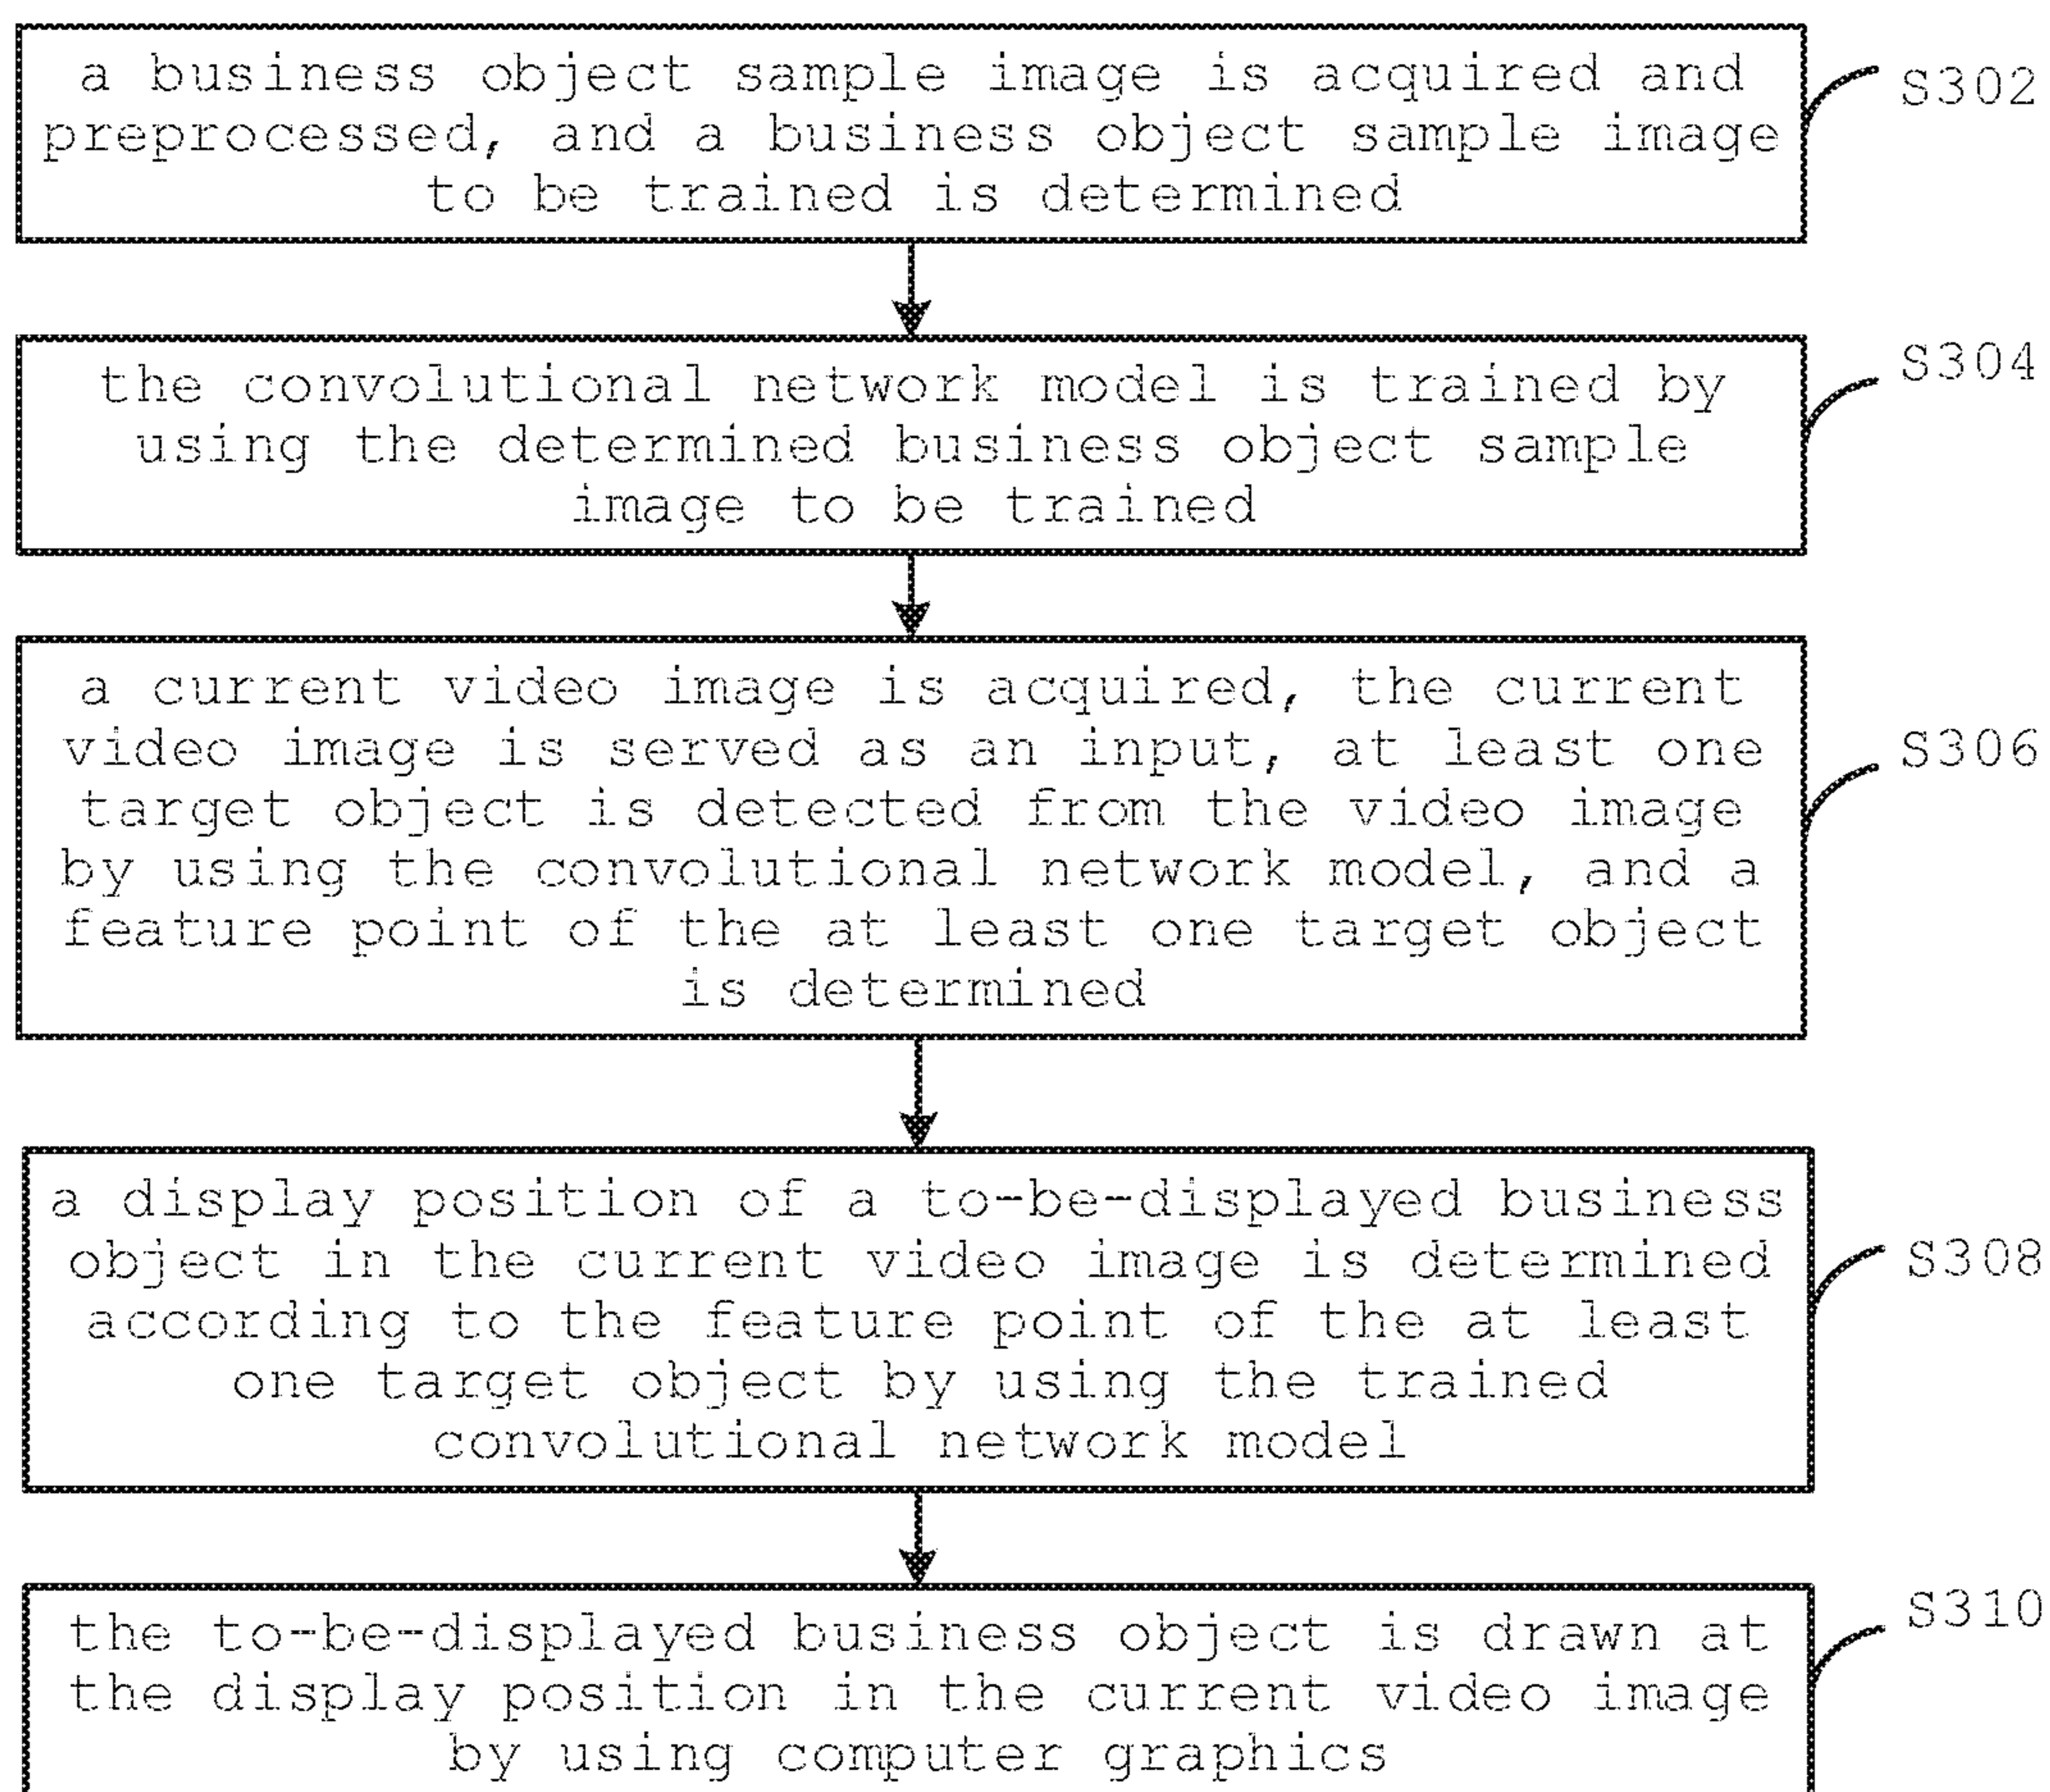 a business object sample image is acquired and
preprocessed, and a business object sample image
to be trained is determined
S302
the convolutional network model is trained by
using the determined business object sample
image to be trained
S304
a current video image is acquired, the current
video image is served as an input, at least one
target object is detected from the video image
by using the convolutional network model, and a
feature point of the at least one target object
is determined
S306
a display position of a to-be-displayed business
object in the current video image is determined
according to the feature point of the at least
one target object by using the trained
convolutional network model
S308
the to-be-displayed business object is drawn at
the display position in the current video image
by using computer graphics
S310